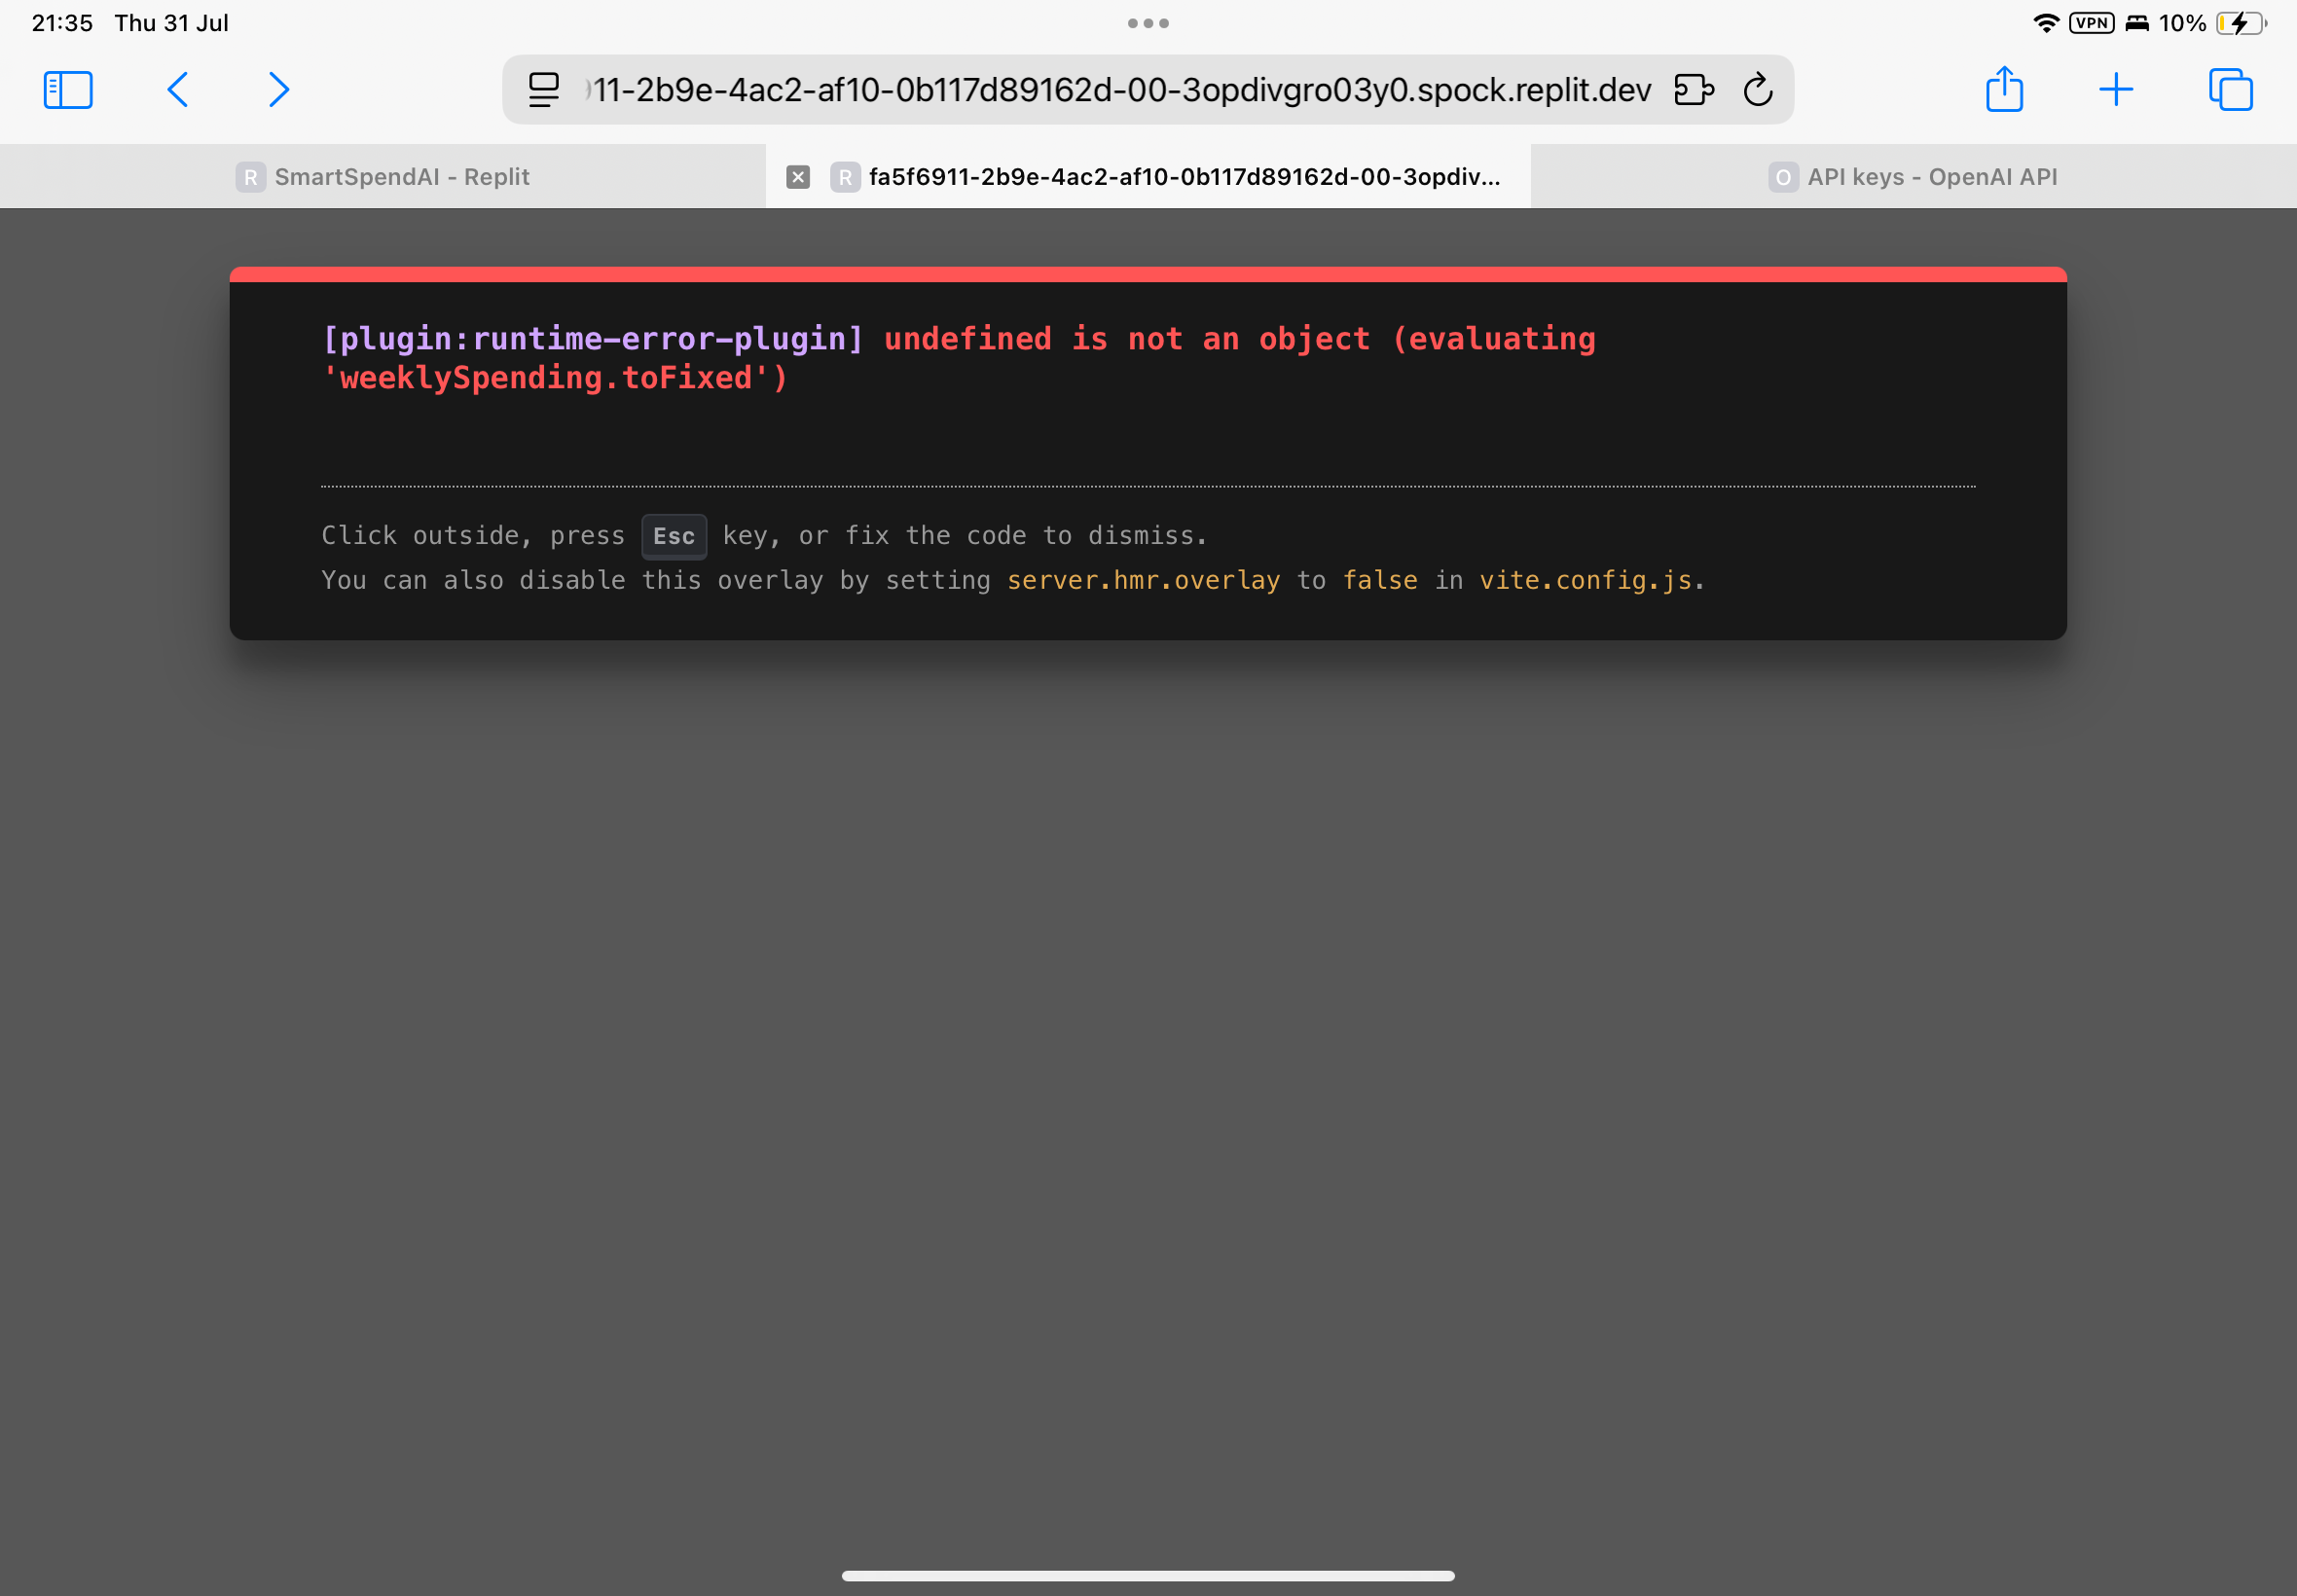 21:35 Thu 31 Jul
VPN 10%
11-2b9e-4ac2-af10-0b117d89162d-00-3opdivgro03y0.spock.replit.dev
R SmartSpendAI - Replit
R fa5f6911-2b9e-4ac2-af10-0b117d89162d-00-3opdiv...
O API keys - OpenAI API
[plugin:runtime-error-plugin] undefined is not an object (evaluating
'weeklySpending.toFixed')
Click outside, press Esc key, or fix the code to dismiss.
You can also disable this overlay by setting server.hmr.overlay to false in vite.config.js.